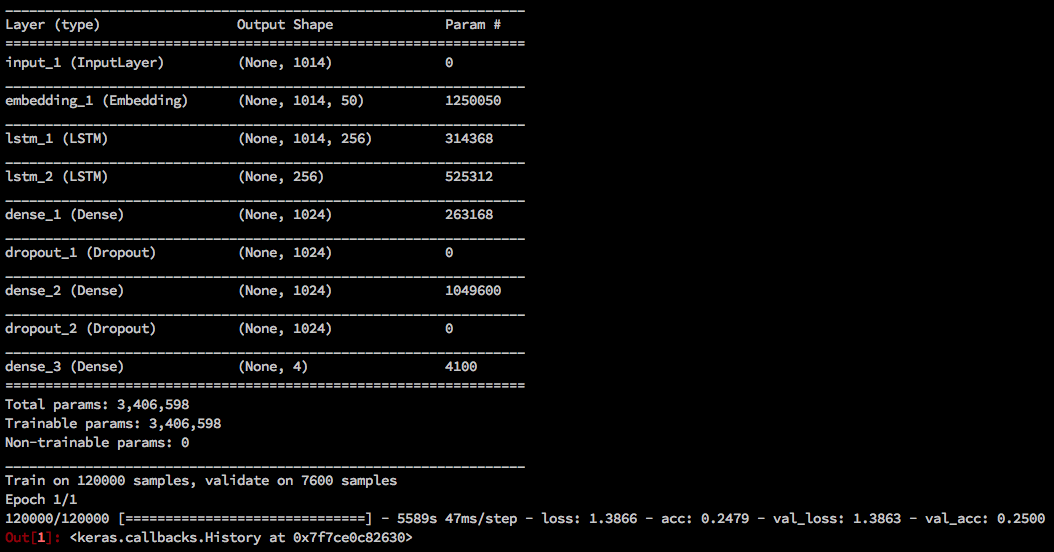 Layer (type) Output Shape Param #
=================================================================
input_1 (InputLayer) (None, 1014) 0
_________________________________________________________________
embedding_1 (Embedding) (None, 1014, 50) 1250050
_________________________________________________________________
lstm_1 (LSTM) (None, 1014, 256) 314368
_________________________________________________________________
lstm_2 (LSTM) (None, 256) 525312
_________________________________________________________________
dense_1 (Dense) (None, 1024) 263168
_________________________________________________________________
dropout_1 (Dropout) (None, 1024) 0
_________________________________________________________________
dense_2 (Dense) (None, 1024) 1049600
_________________________________________________________________
dropout_2 (Dropout) (None, 1024) 0
_________________________________________________________________
dense_3 (Dense) (None, 4) 4100
=================================================================
Total params: 3,406,598
Trainable params: 3,406,598
Non-trainable params: 0
_________________________________________________________________
Train on 120000 samples, validate on 7600 samples
Epoch 1/1
120000/120000 [==============================] - 5589s 47ms/step - loss: 1.3866 - acc: 0.2479 - val_loss: 1.3863 - val_acc: 0.2500
Out[1]: <keras.callbacks.History at 0x7f7ce0c82630>